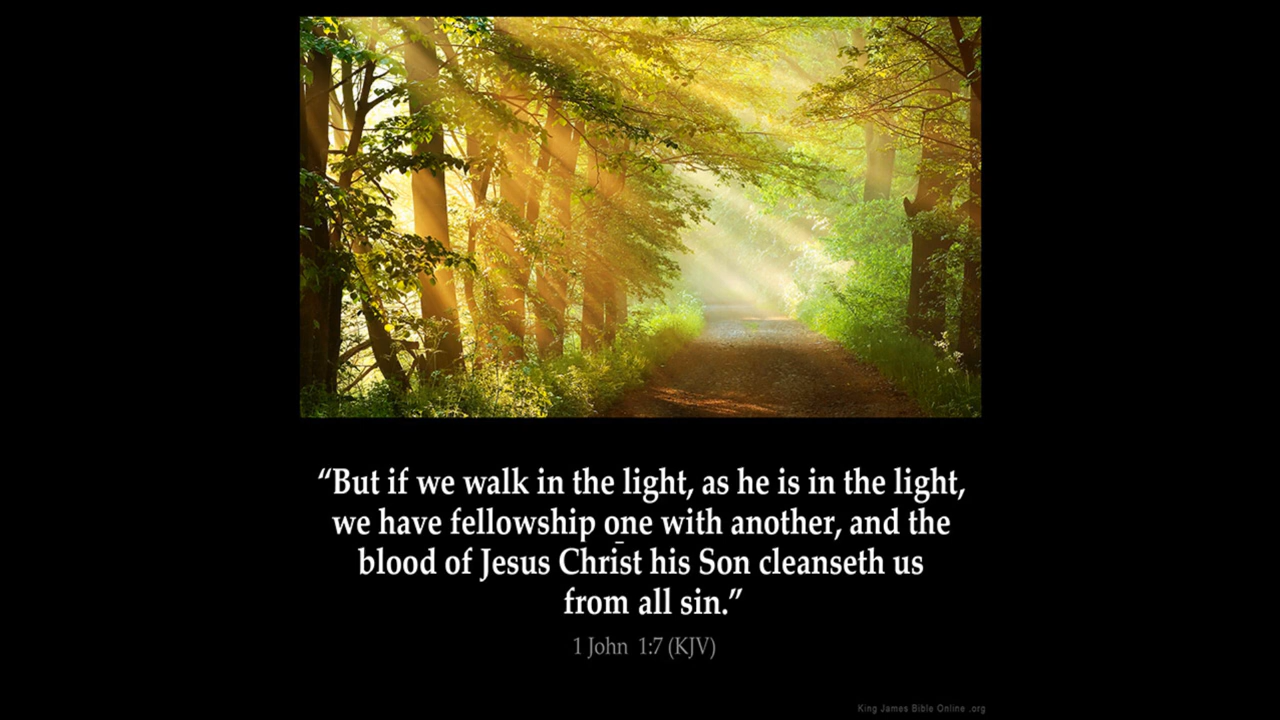 “But if we walk in the light, as he is in the light,
we have fellowship one with another, and the
blood of Jesus Christ his Son cleanseth us
from all sin.”
1 John 1:7 (KJV)
King James Bible Online .org